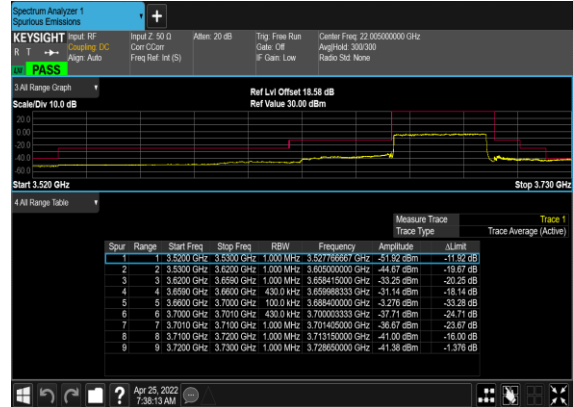 Spectrum Analyzer 1
Spurious Emissions
+
KEYSIGHT Input: RF Input Z: 50 Ω Atten: 20 dB Trig: Free Run Center Freq: 22.005000000 GHz
R T Coupling: DC Corr CCorr Gate: Off Avg|Hold: 300/300
Align: Auto Freq Ref: Int (S) IF Gain: Low Radio Std: None
PASS
3 All Range Graph
Ref Lvl Offset 18.58 dB
Scale/Div 10.0 dB Ref Value 30.00 dBm
20.0
0.00
-20.0
-40.0
-60.0
Start 3.520 GHz Stop 3.730 GHz
4 All Range Table
Measure Trace Trace 1
Trace Type Trace Average (Active)
Spur Range Start Freq Stop Freq RBW Frequency Amplitude ΔLimit
1 1 3.5200 GHz 3.5300 GHz 1.000 MHz 3.527766667 GHz -51.92 dBm -11.92 dB
2 2 3.5300 GHz 3.6200 GHz 1.000 MHz 3.605000000 GHz -44.67 dBm -19.67 dB
3 3 3.6200 GHz 3.6590 GHz 1.000 MHz 3.658415000 GHz -33.25 dBm -20.25 dB
4 4 3.6590 GHz 3.6600 GHz 430.0 kHz 3.659988333 GHz -31.14 dBm -18.14 dB
5 5 3.6600 GHz 3.7000 GHz 100.0 kHz 3.688400000 GHz -3.276 dBm -33.28 dB
6 6 3.7000 GHz 3.7010 GHz 430.0 kHz 3.700003333 GHz -37.71 dBm -24.71 dB
7 7 3.7010 GHz 3.7100 GHz 1.000 MHz 3.701405000 GHz -36.67 dBm -23.67 dB
8 8 3.7100 GHz 3.7200 GHz 1.000 MHz 3.713150000 GHz -41.00 dBm -16.00 dB
9 9 3.7200 GHz 3.7300 GHz 1.000 MHz 3.728650000 GHz -41.38 dBm -1.376 dB
? Apr 25, 2022
7:38:13 AM